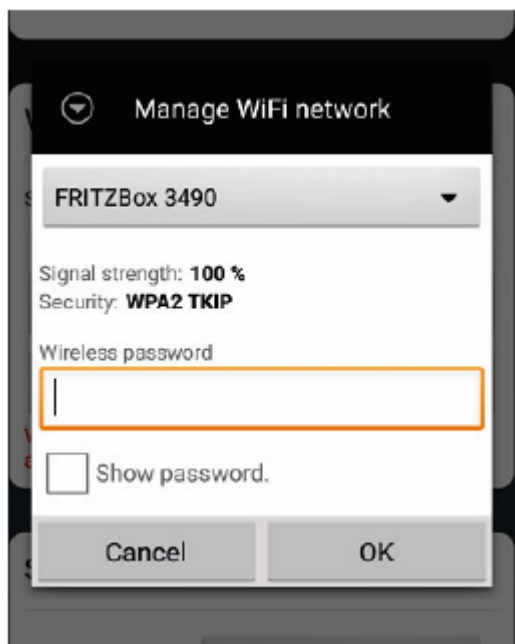 Manage WiFi network
FRITZBox 3490
Signal strength: 100 %
Security: WPA2 TKIP
Wireless password
Show password.
Cancel
OK